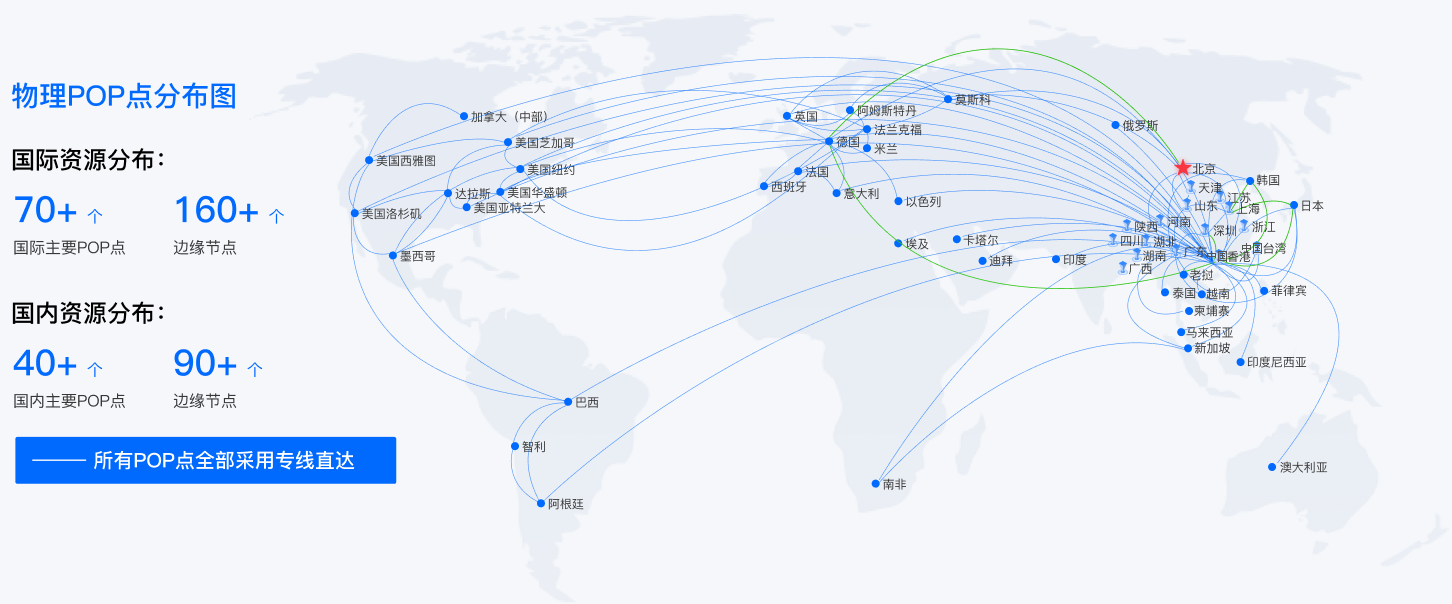 物理POP点分布图
国际资源分布：
70+ 个
160+ 个
国际主要POP点
边缘节点
国内资源分布：
40+ 个
90+ 个
国内主要POP点
边缘节点
所有POP点全部采用专线直达
加拿大（中部）
美国芝加哥
美国西雅图
美国纽约
达拉斯
美国华盛顿
美国亚特兰大
美国洛杉矶
墨西哥
巴西
智利
阿根廷
英国
阿姆斯特丹
莫斯科
法兰克福
德国
米兰
法国
西班牙
意大利
以色列
埃及
卡塔尔
迪拜
印度
南非
俄罗斯
北京
天津
韩国
江苏
山东
上海
日本
河南
陕西
深圳
浙江
四川
湖北
广东
中国台湾
湖南
中国香港
广西
老挝
泰国
越南
菲律宾
柬埔寨
马来西亚
新加坡
印度尼西亚
澳大利亚